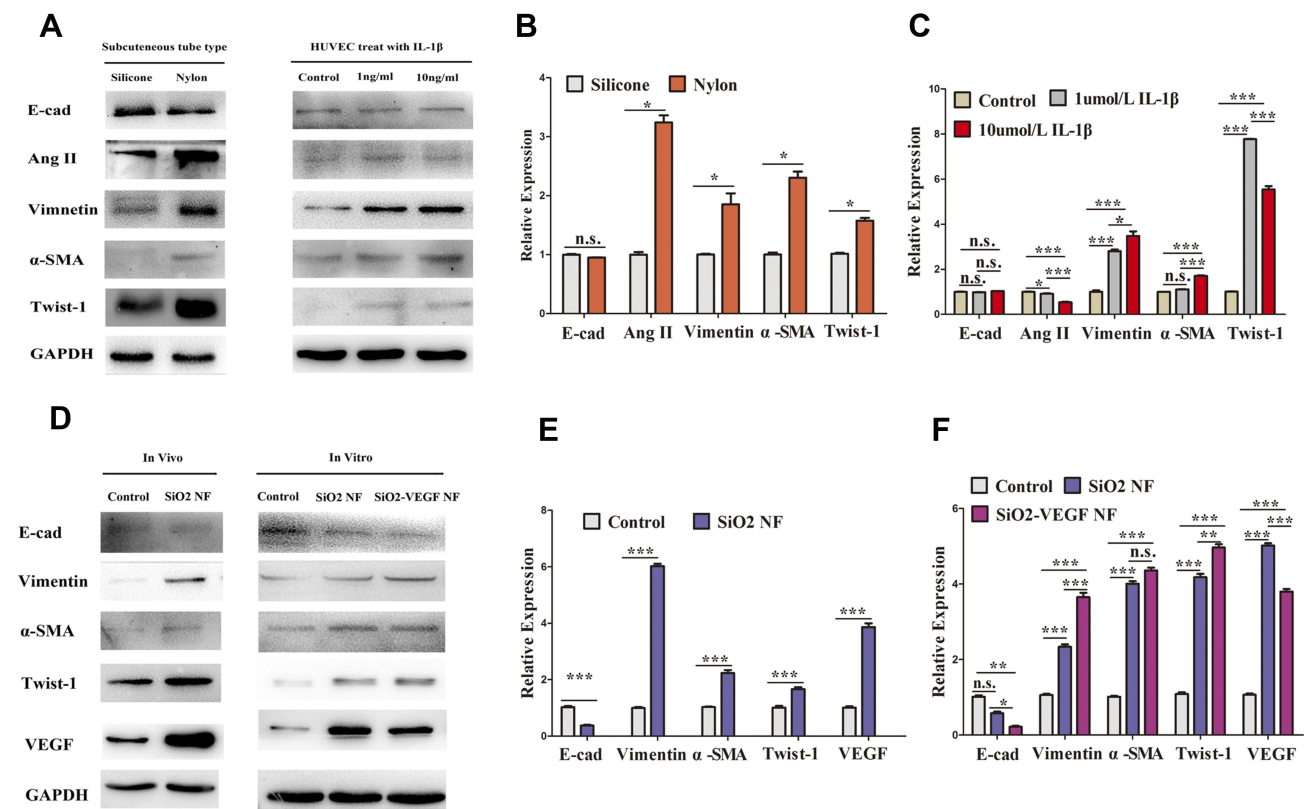 A
Subcuteneous tube type
HUVEC treat with IL-1β
Silicone Nylon
Control 1ng/ml 10ng/ml
E-cad
Ang II
Vimnetin
α-SMA
Twist-1
GAPDH
B
Silicone Nylon
Relative Expression
4
3
2
1
0
n.s.
*
*
*
*
E-cad Ang II Vimentin α -SMA Twist-1
C
Control 1umol/L IL-1β
10umol/L IL-1β
Relative Expression
10
8
6
4
2
0
n.s.
n.s.
n.s.
***
***
*
***
*
***
***
***
n.s.
***
***
***
E-cad Ang II Vimentin α -SMA Twist-1
D
In Vivo
In Vitro
Control SiO2 NF
Control SiO2 NF SiO2-VEGF NF
E-cad
Vimentin
α-SMA
Twist-1
VEGF
GAPDH
E
Control SiO2 NF
Relative Expression
8
6
4
2
0
***
***
***
***
***
E-cad Vimentin α -SMA Twist-1 VEGF
F
Control SiO2 NF
SiO2-VEGF NF
Relative Expression
6
4
2
0
**
n.s.
*
***
***
***
***
n.s.
***
***
**
***
***
***
***
E-cad Vimentin α -SMA Twist-1 VEGF